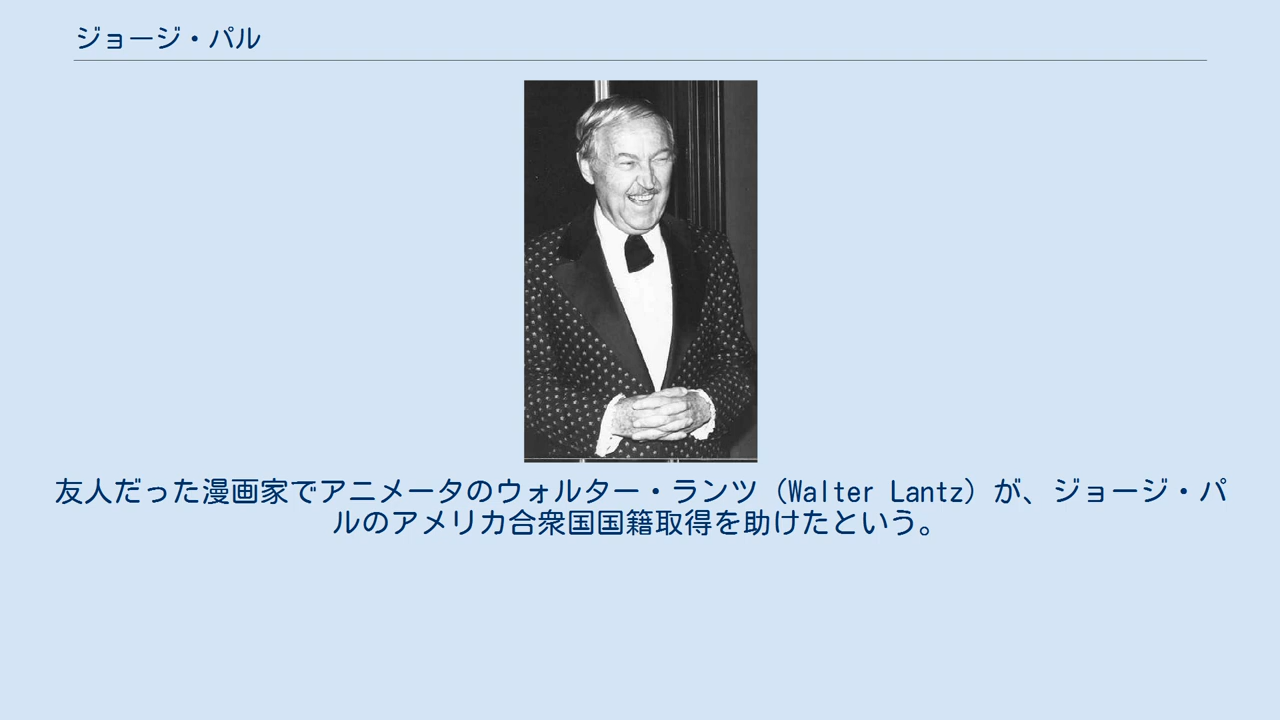 ジョージ・パル
友人だった漫画家でアニメータのウォルター・ランツ（Walter Lantz）が、ジョージ・パ
ルのアメリカ合衆国国籍取得を助けたという。